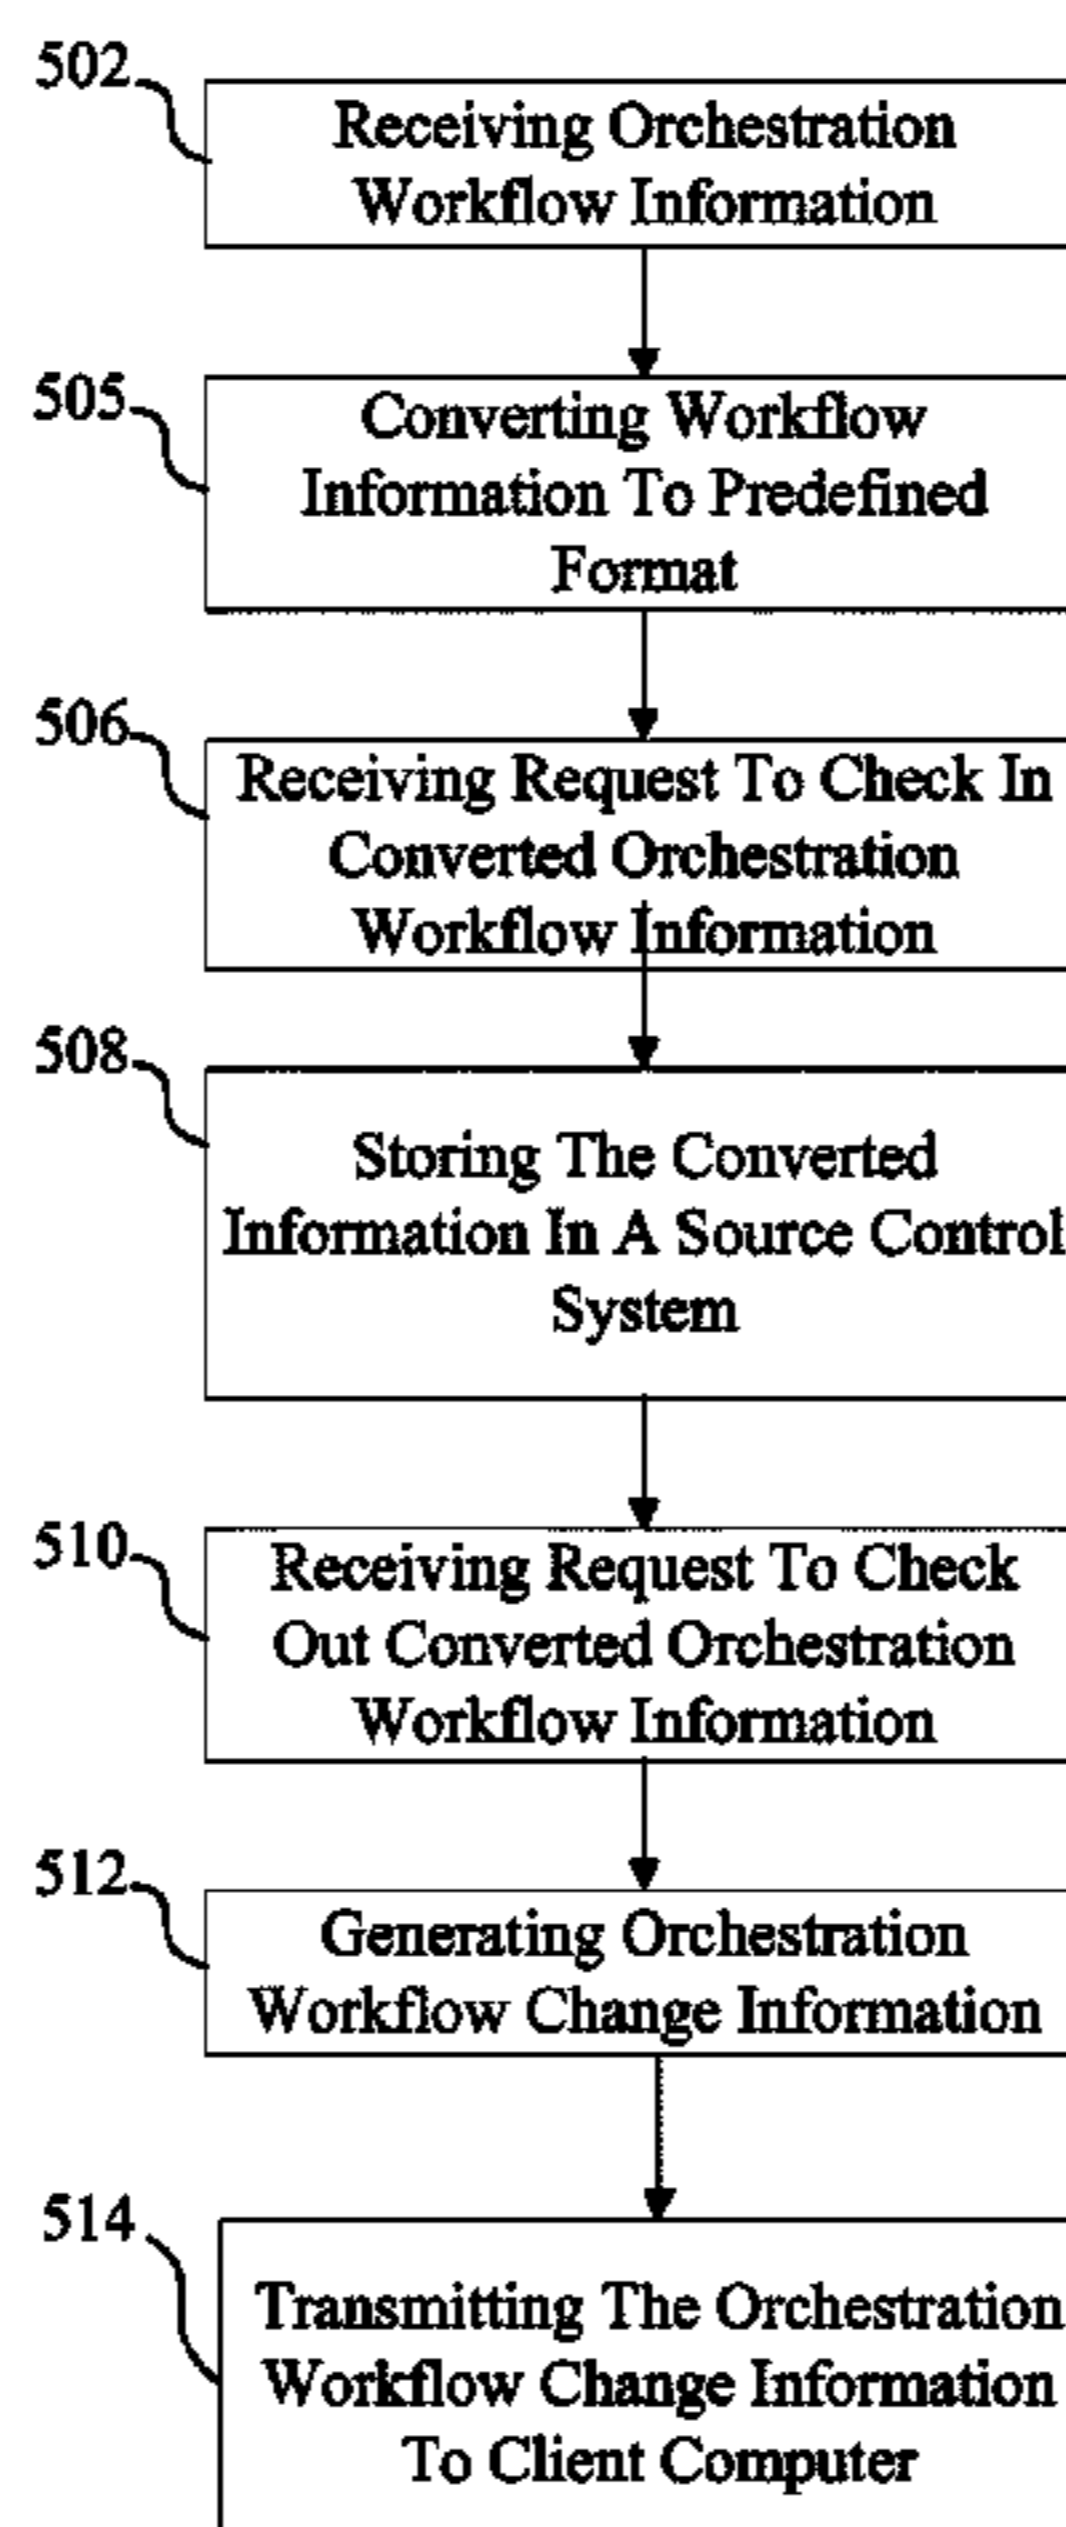 502
Receiving Orchestration
Workflow Information
505
Converting Workflow
Information To Predefined
Format
506
Receiving Request To Check In
Converted Orchestration
Workflow Information
508
Storing The Converted
Information In A Source Control
System
510
Receiving Request To Check
Out Converted Orchestration
Workflow Information
512
Generating Orchestration
Workflow Change Information
514
Transmitting The Orchestration
Workflow Change Information
To Client Computer